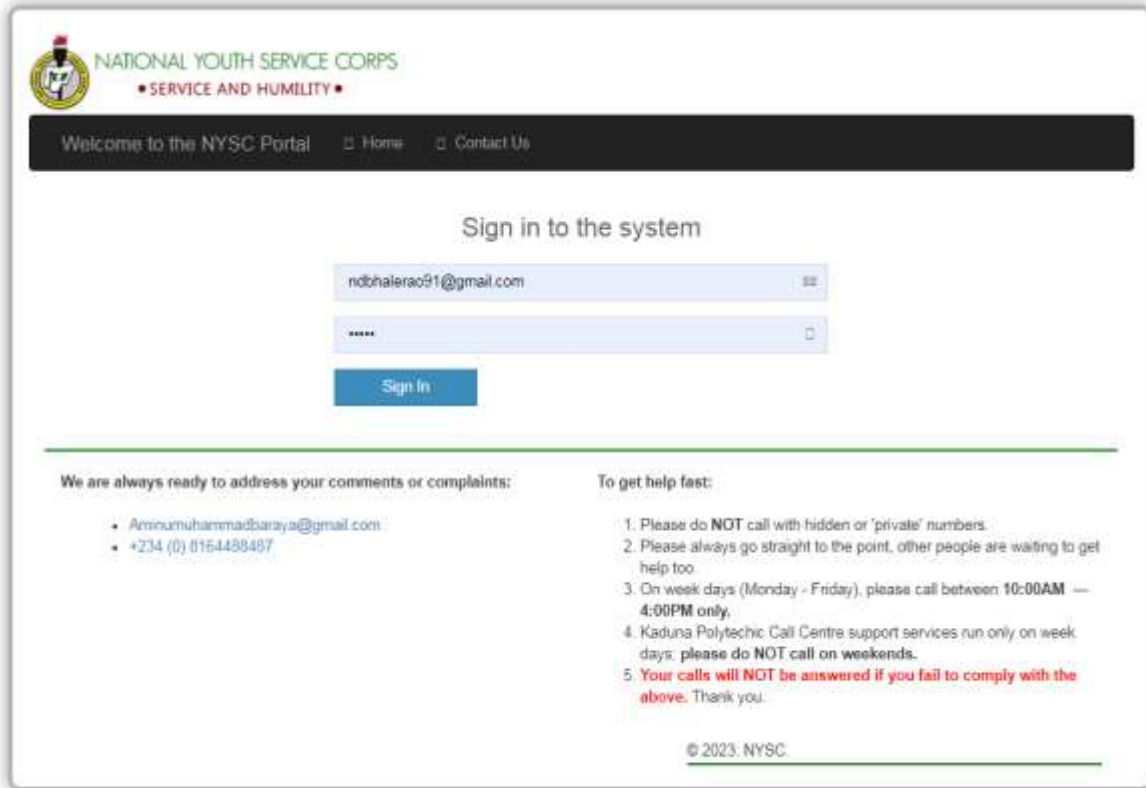 NATIONAL YOUTH SERVICE CORPS
•SERVICE AND HUMILITY•
Welcome to the NYSC Portal Home Contact Us
Sign in to the system
ndbhalerao91@gmail.com
•••••
Sign In
We are always ready to address your comments or complaints:
• Aminumuhammadbaraya@gmail.com
• +234 (0) 8164488487
To get help fast:
1. Please do NOT call with hidden or 'private' numbers.
2. Please always go straight to the point, other people are waiting to get
help too.
3. On week days (Monday - Friday), please call between 10:00AM —
4:00PM only.
4. Kaduna Polytechic Call Centre support services run only on week
days; please do NOT call on weekends.
5. Your calls will NOT be answered if you fail to comply with the
above. Thank you.
© 2023: NYSC.